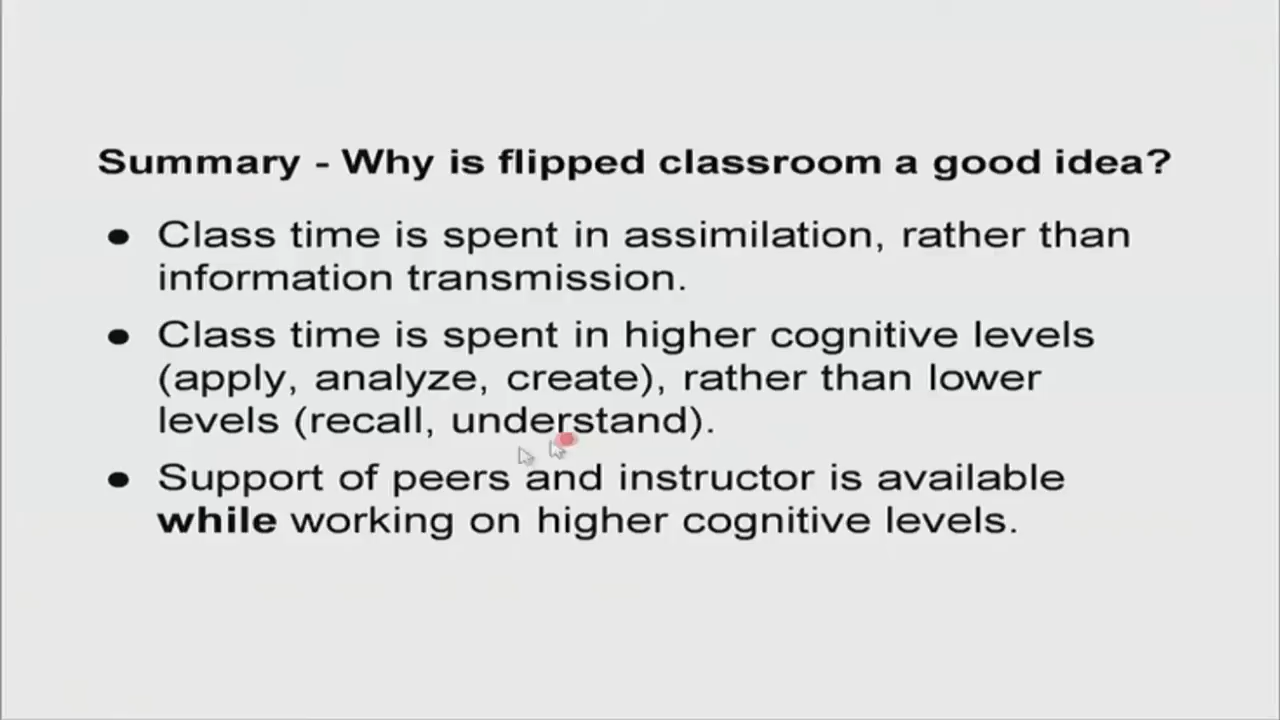 Summary - Why is flipped classroom a good idea?
● Class time is spent in assimilation, rather than
information transmission.
● Class time is spent in higher cognitive levels
(apply, analyze, create), rather than lower
levels (recall, understand).
● Support of peers and instructor is available
while working on higher cognitive levels.